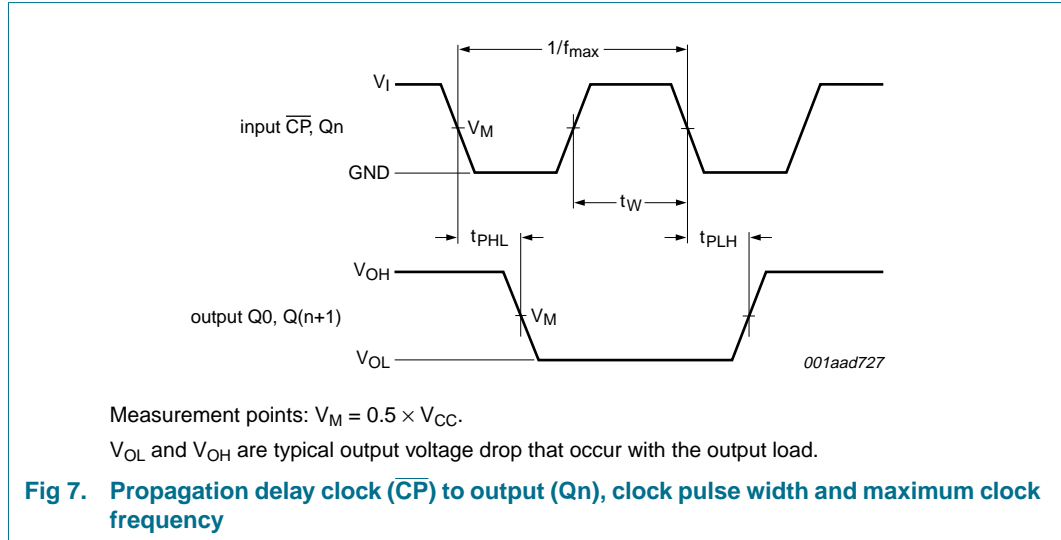 1/fmax
VI
input C̅P̅, Qn
VM
GND
tW
tPHL
tPLH
VOH
output Q0, Q(n+1)
VM
VOL
001aad727
Measurement points: VM = 0.5 × VCC.
VOL and VOH are typical output voltage drop that occur with the output load.
Fig 7. Propagation delay clock (C̅P̅) to output (Qn), clock pulse width and maximum clock
frequency